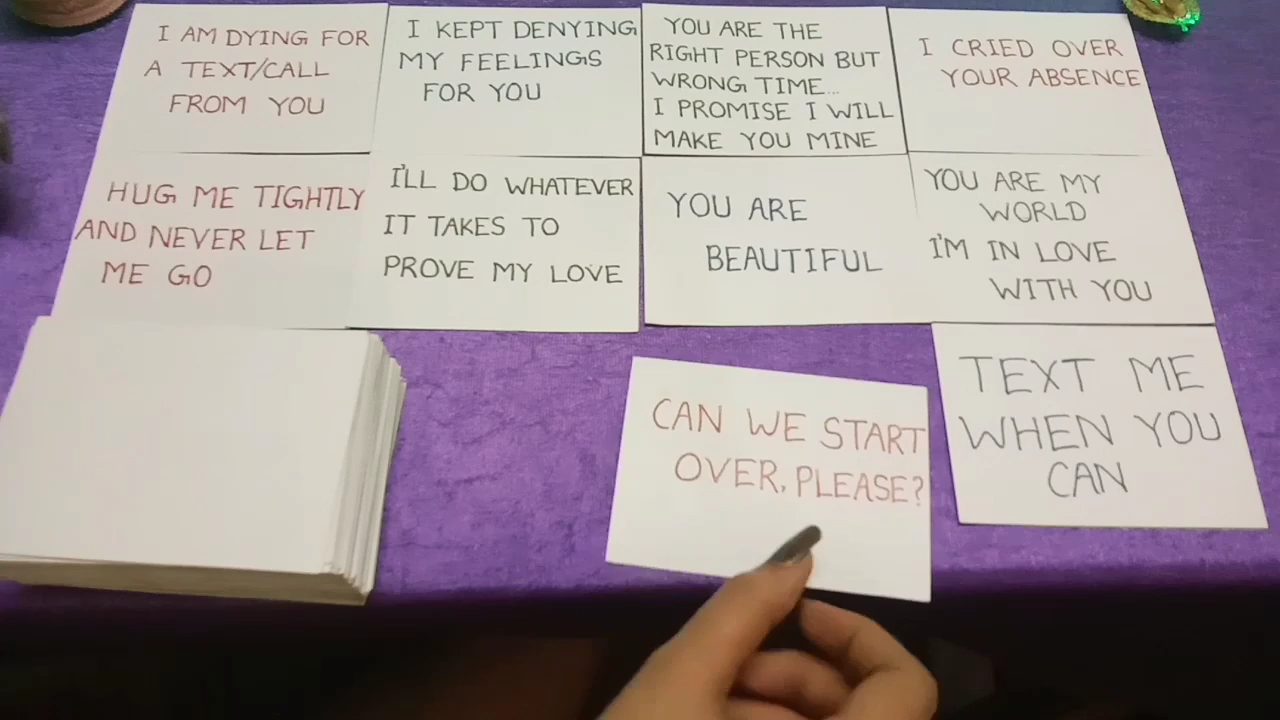 I AM DYING FOR
A TEXT/CALL
FROM YOU
I KEPT DENYING
MY FEELINGS
FOR YOU
YOU ARE THE
RIGHT PERSON BUT
WRONG TIME...
I PROMISE I WILL
MAKE YOU MINE
I CRIED OVER
YOUR ABSENCE
HUG ME TIGHTLY
AND NEVER LET
ME GO
I'LL DO WHATEVER
IT TAKES TO
PROVE MY LOVE
YOU ARE
BEAUTIFUL
YOU ARE MY
WORLD
I'M IN LOVE
WITH YOU
CAN WE START
OVER, PLEASE?
TEXT ME
WHEN YOU
CAN